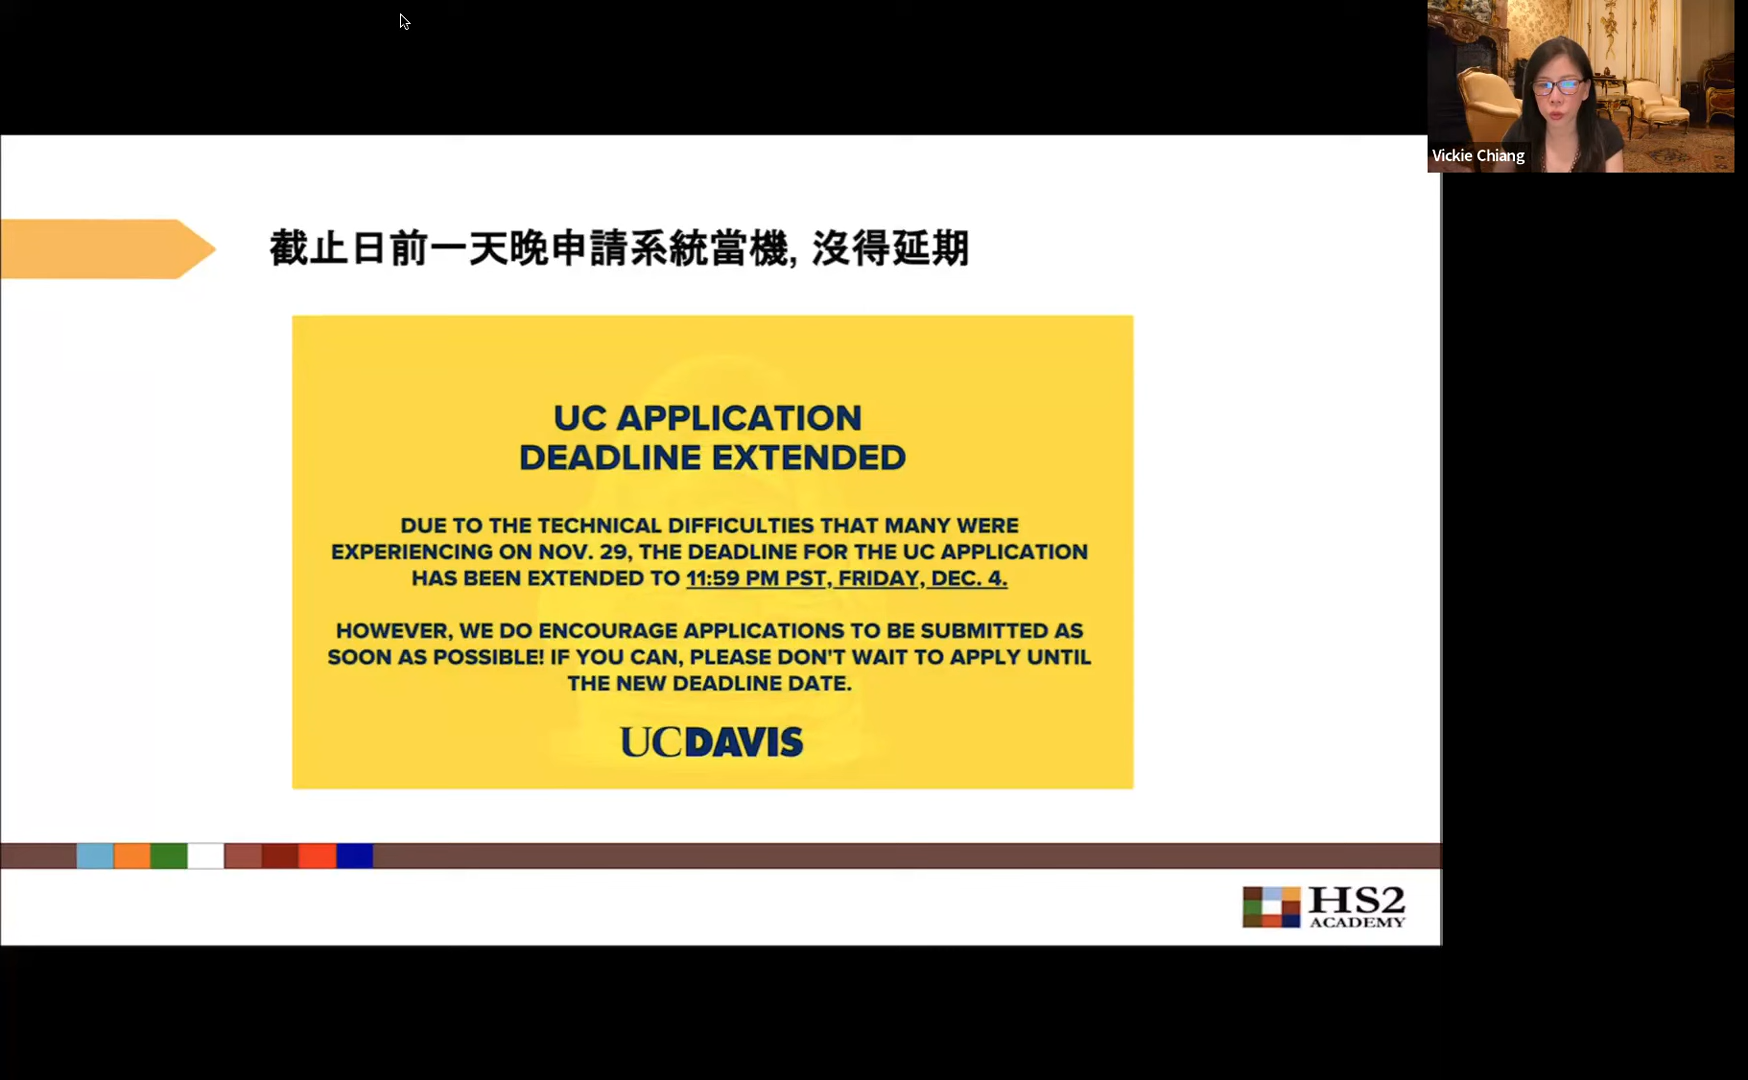 Vickie Chiang
截止日前一天晚申請系統當機, 沒得延期
UC APPLICATION
DEADLINE EXTENDED
DUE TO THE TECHNICAL DIFFICULTIES THAT MANY WERE
EXPERIENCING ON NOV. 29, THE DEADLINE FOR THE UC APPLICATION
HAS BEEN EXTENDED TO 11:59 PM PST, FRIDAY, DEC. 4.
HOWEVER, WE DO ENCOURAGE APPLICATIONS TO BE SUBMITTED AS
SOON AS POSSIBLE! IF YOU CAN, PLEASE DON'T WAIT TO APPLY UNTIL
THE NEW DEADLINE DATE.
UCDAVIS
HS2
ACADEMY